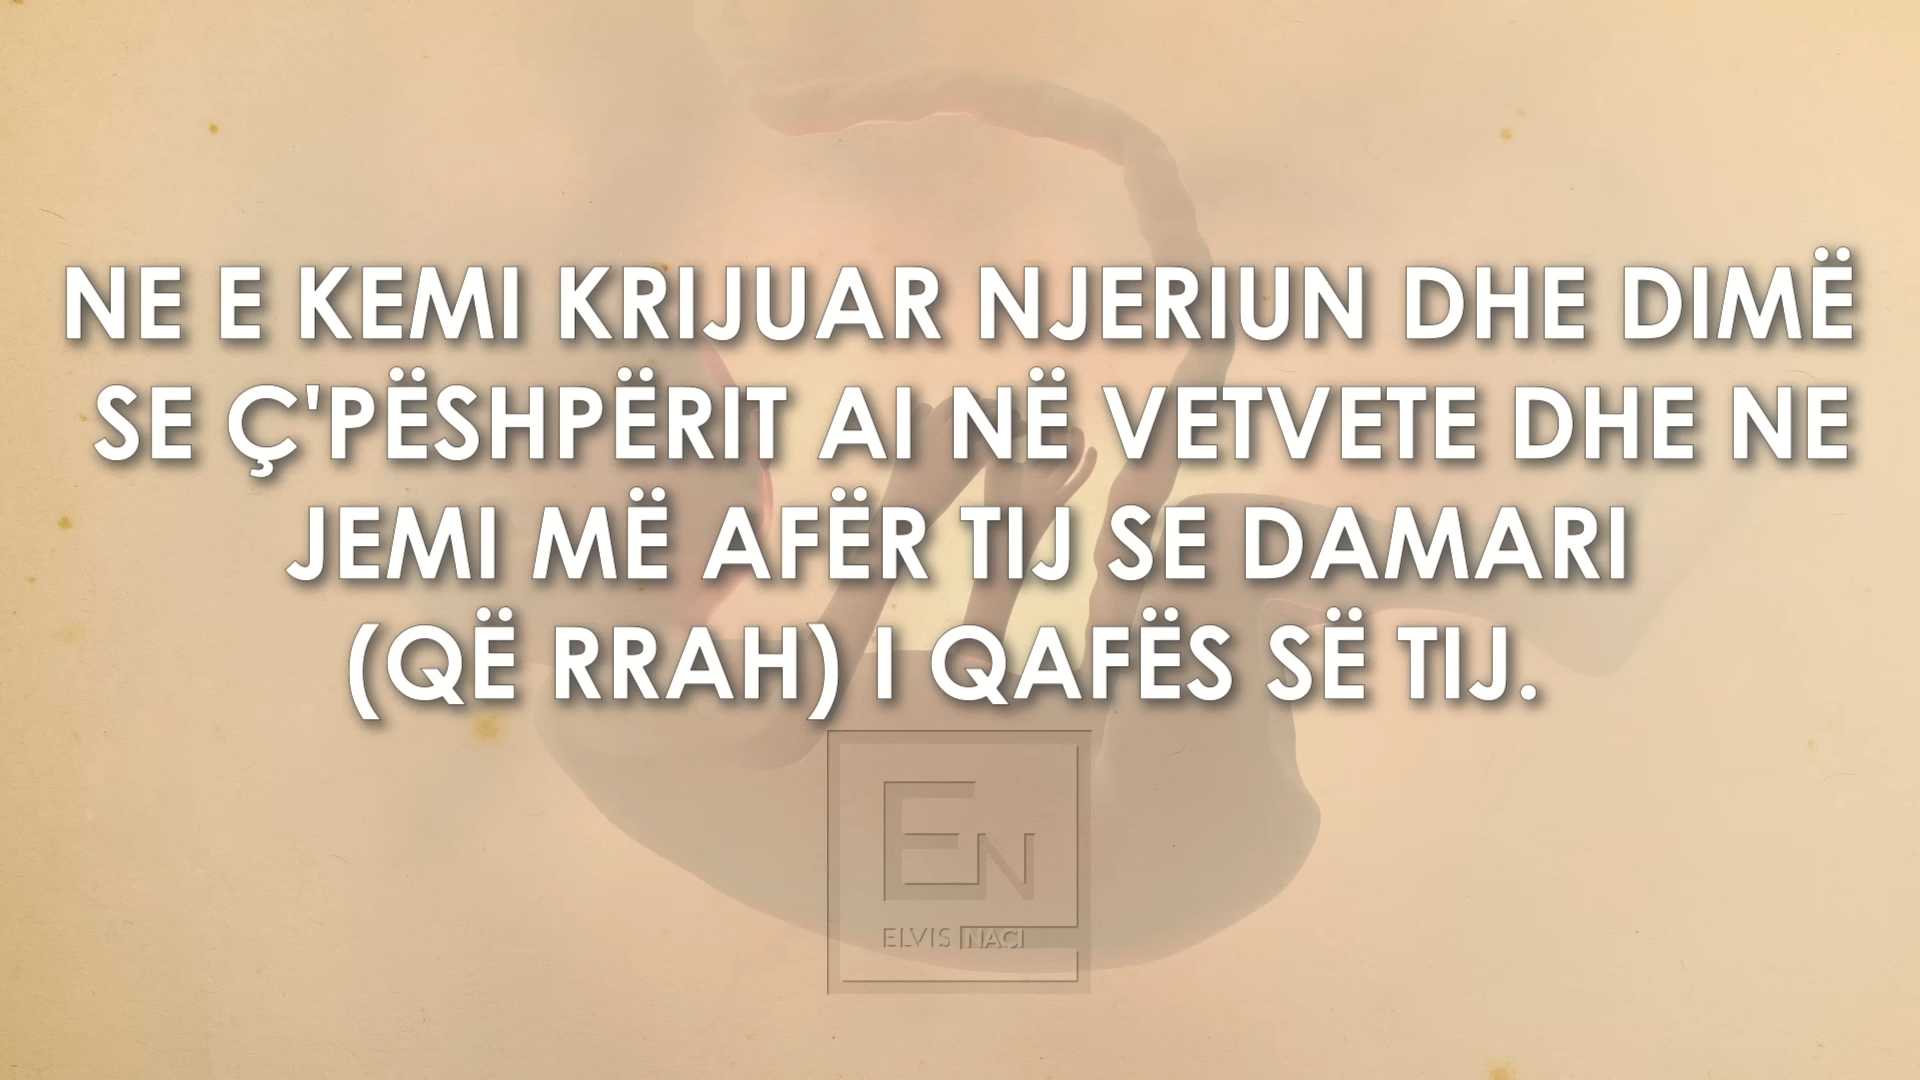 NE E KEMI KRIJUAR NJERIUN DHE DIMË
SE Ç'PËSHPËRIT AI NË VETVETE DHE NE
JEMI MË AFËR TIJ SE DAMARI
(QË RRAH) I QAFËS SË TIJ.
EN
ELVIS NACI